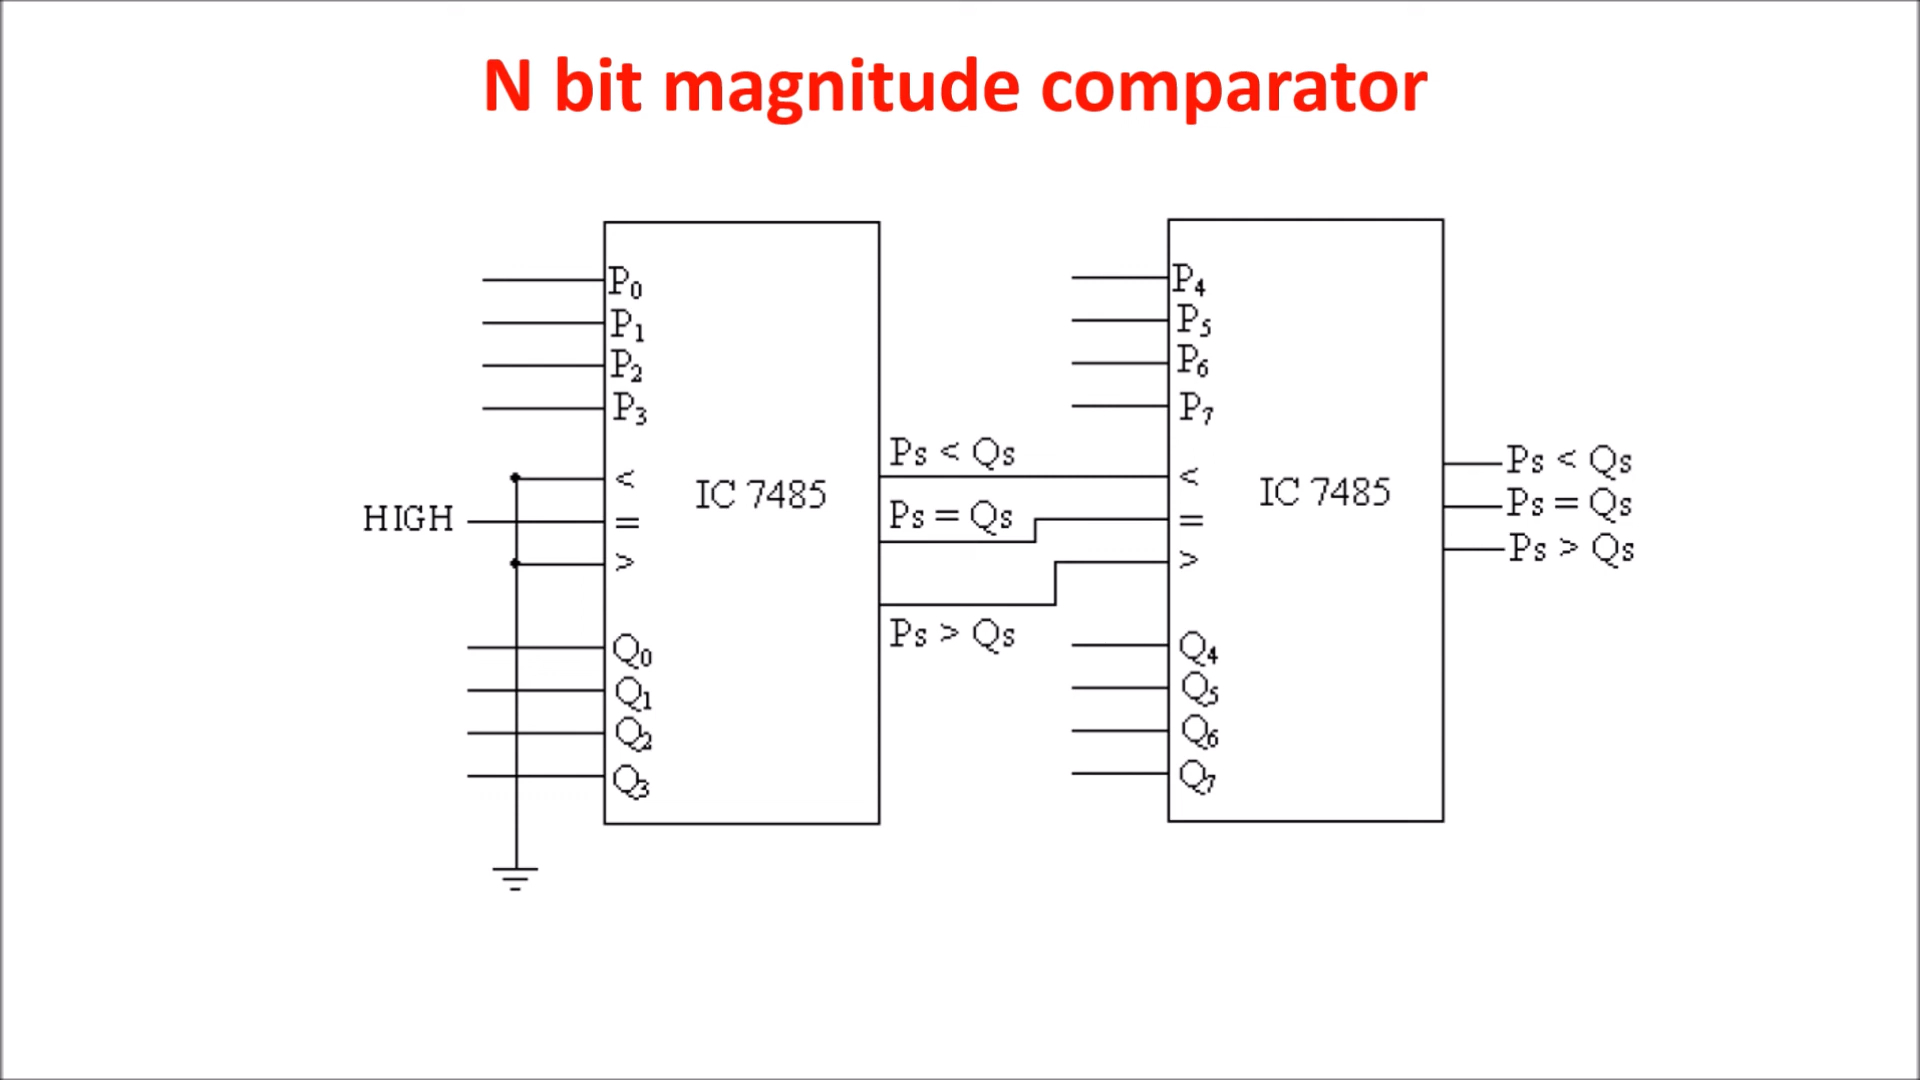 N bit magnitude comparator
P0
P1
P2
P3
<
HIGH =
>
Q0
Q1
Q2
Q3
IC 7485
Ps < Qs
Ps = Qs
Ps > Qs
P4
P5
P6
P7
<
=
>
Q4
Q5
Q6
Q7
IC 7485
Ps < Qs
Ps = Qs
Ps > Qs